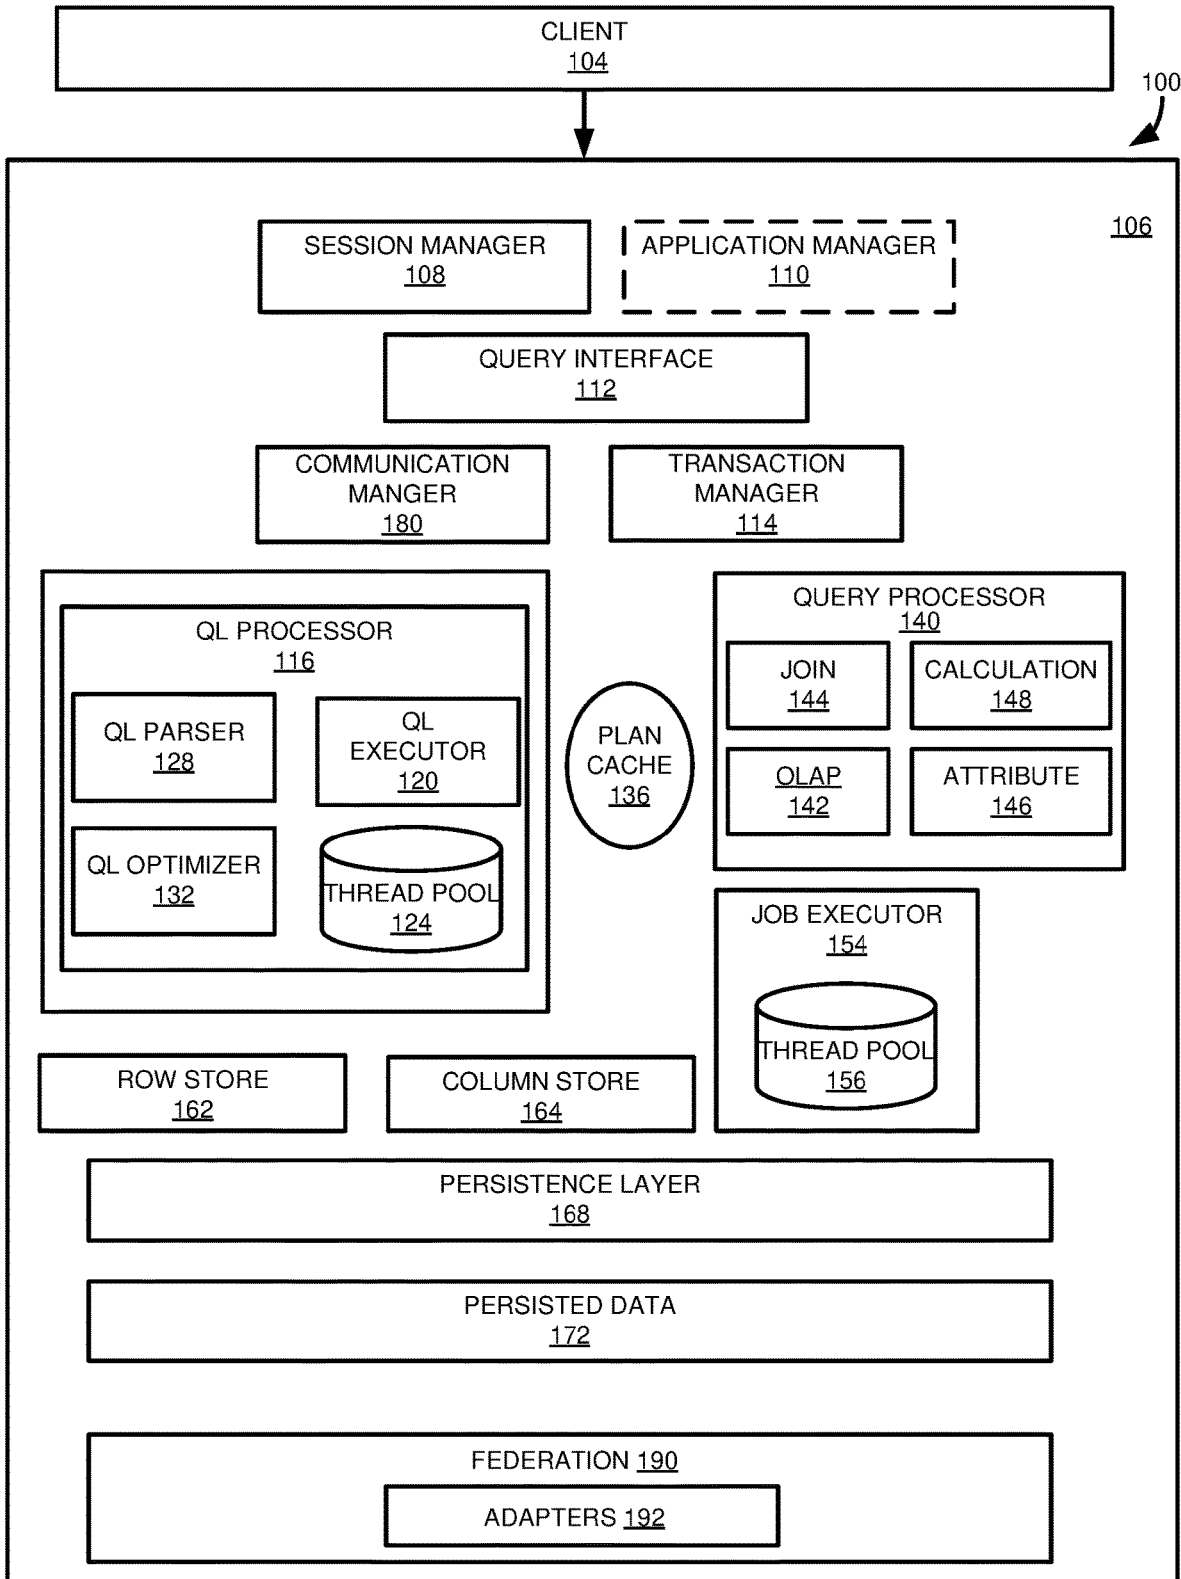 CLIENT
104
100
106
SESSION MANAGER
108
APPLICATION MANAGER
110
QUERY INTERFACE
112
COMMUNICATION
MANGER
180
TRANSACTION
MANAGER
114
QL PROCESSOR
116
QL PARSER
128
QL
EXECUTOR
120
QL OPTIMIZER
132
THREAD POOL
124
PLAN
CACHE
136
QUERY PROCESSOR
140
JOIN
144
CALCULATION
148
OLAP
142
ATTRIBUTE
146
JOB EXECUTOR
154
THREAD POOL
156
ROW STORE
162
COLUMN STORE
164
PERSISTENCE LAYER
168
PERSISTED DATA
172
FEDERATION 190
ADAPTERS 192